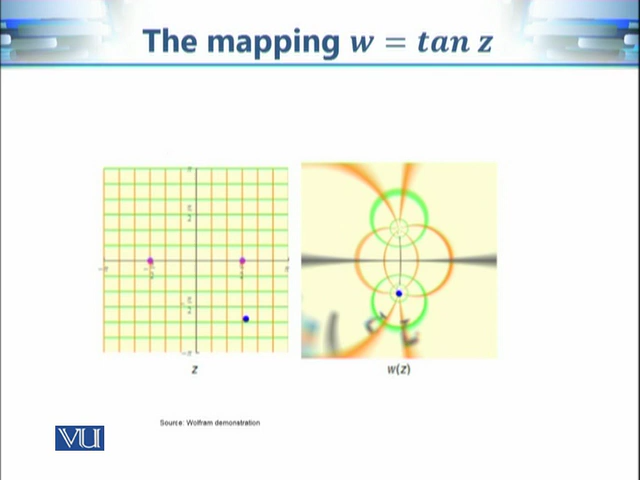 The mapping w = tan z
z
w(z)
Source: Wolfram demonstration
VU